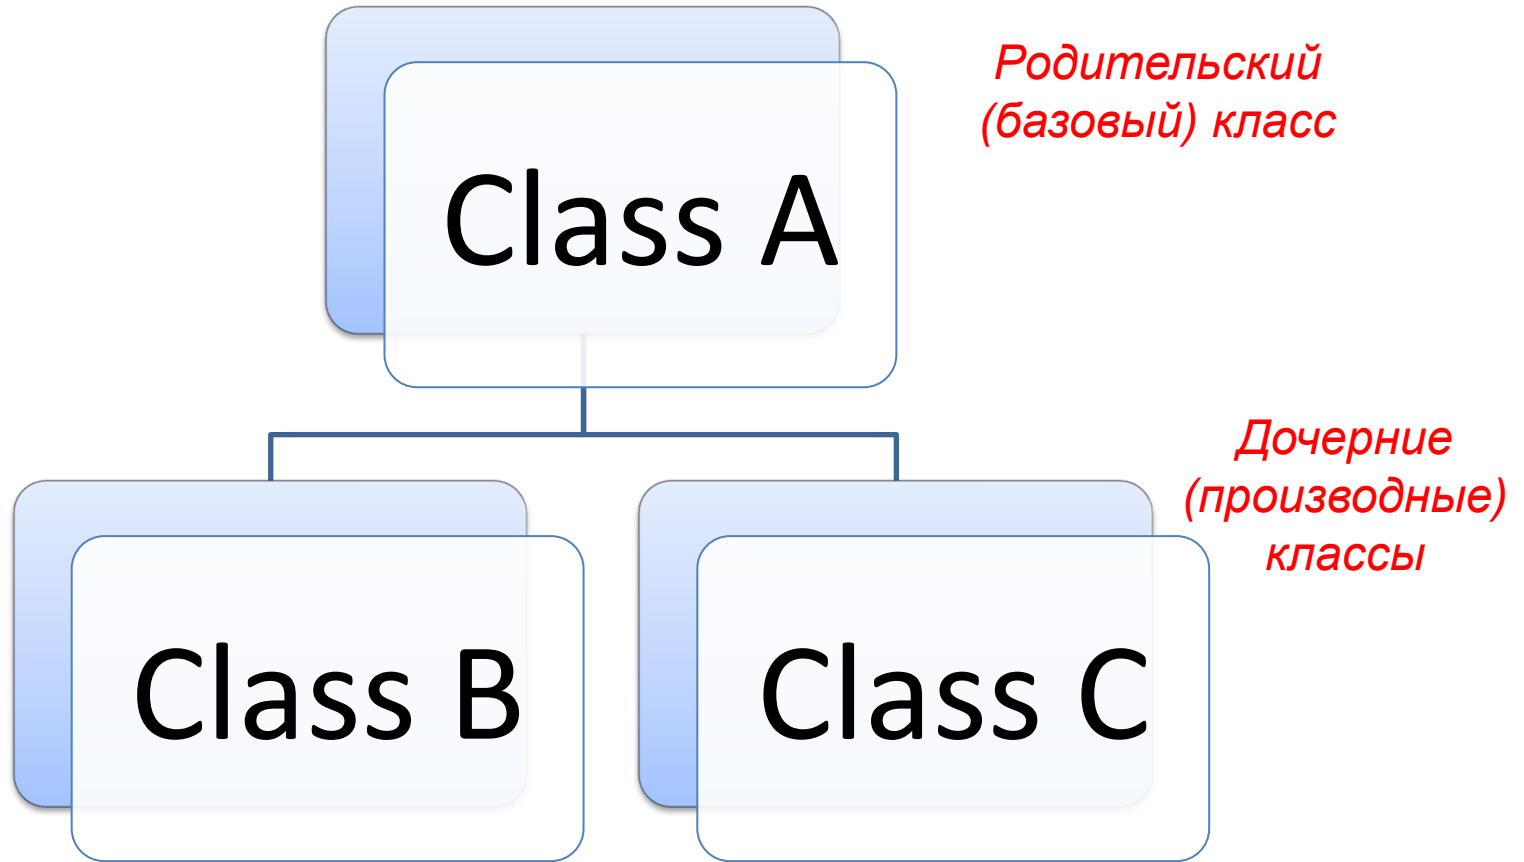 Class A
Родительский
(базовый) класс
Class B
Class C
Дочерние
(производные)
классы